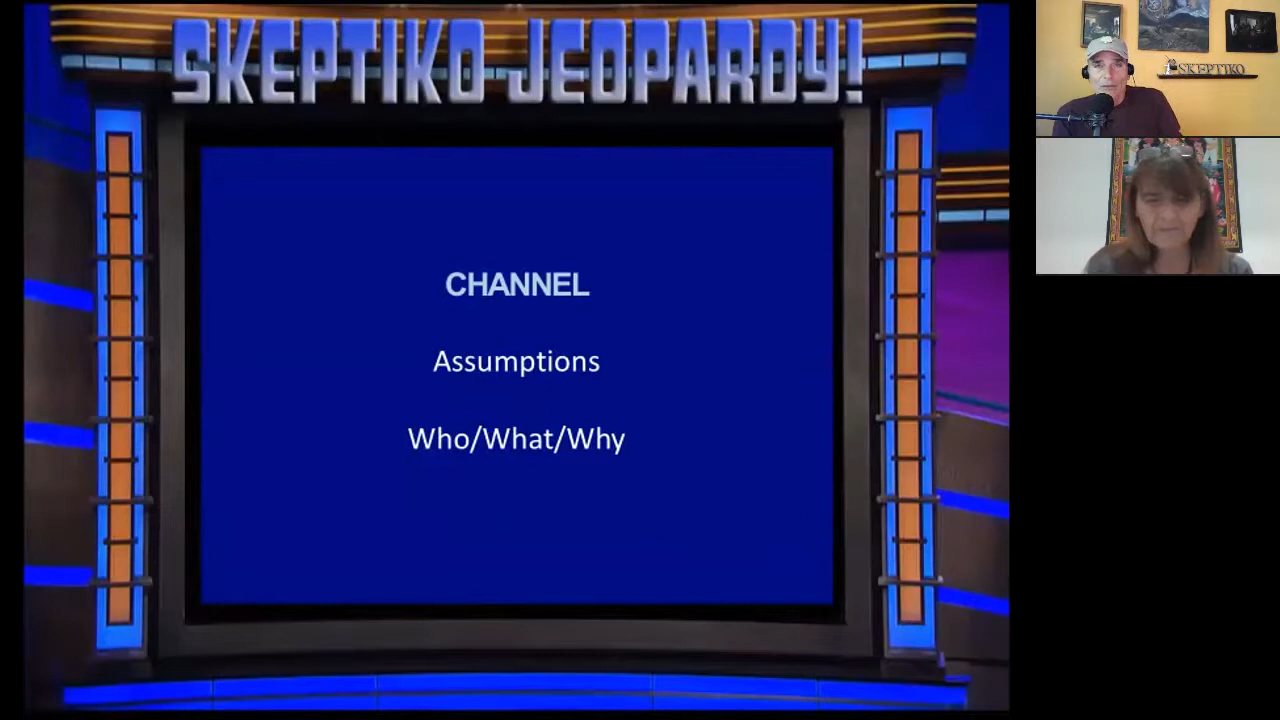 SKEPTIKO JEOPARDY!
CHANNEL
Assumptions
Who/What/Why
SKEPTIKO